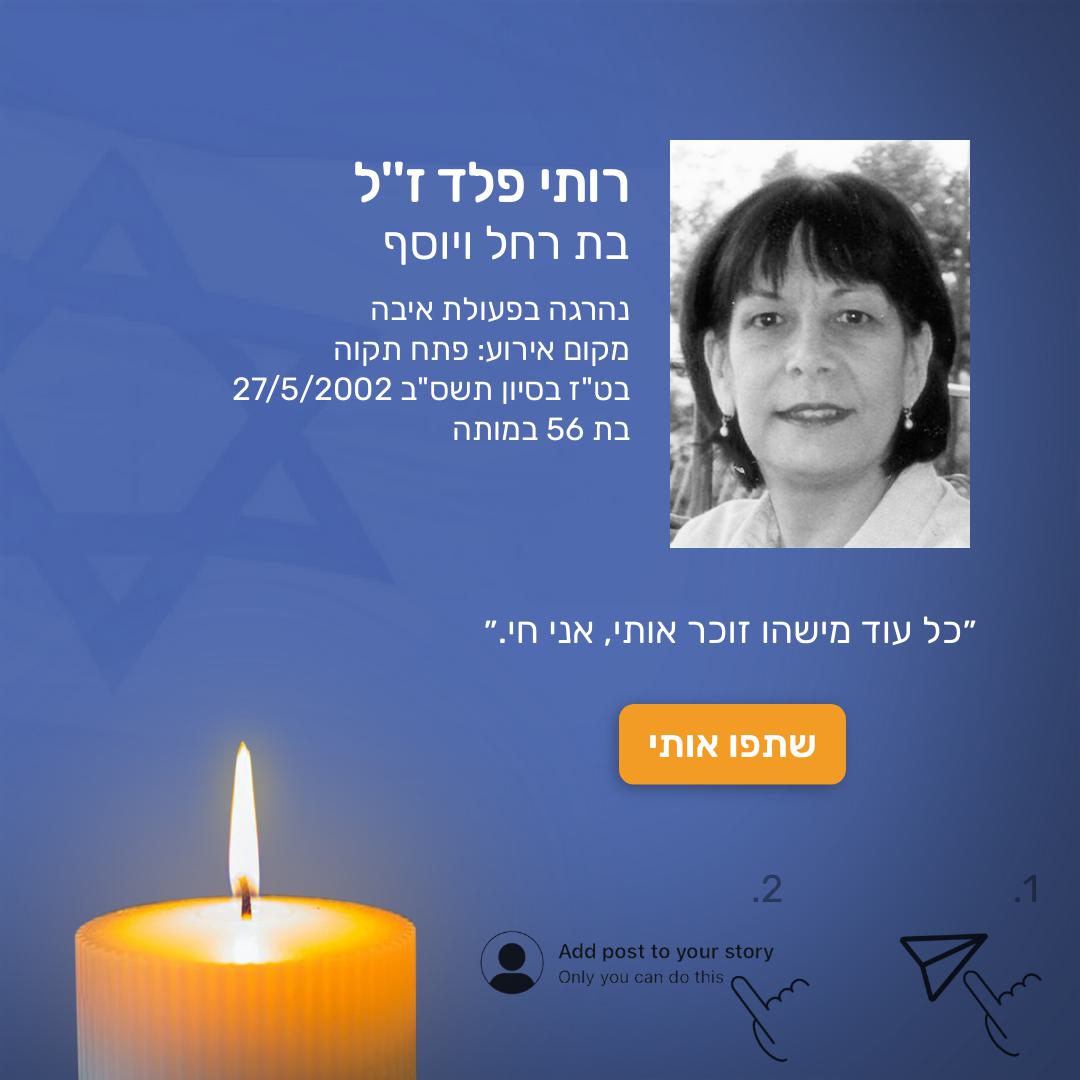 רותי פלד ז"ל
בת רחל ויוסף
נהרגה בפעולת איבה
מקום אירוע: פתח תקוה
בט"ז בסיון תשס"ב 27/5/2002
בת 56 במותה
״כל עוד מישהו זוכר אותי, אני חי.״
שתפו אותי
1.
2.
Add post to your story
Only you can do this